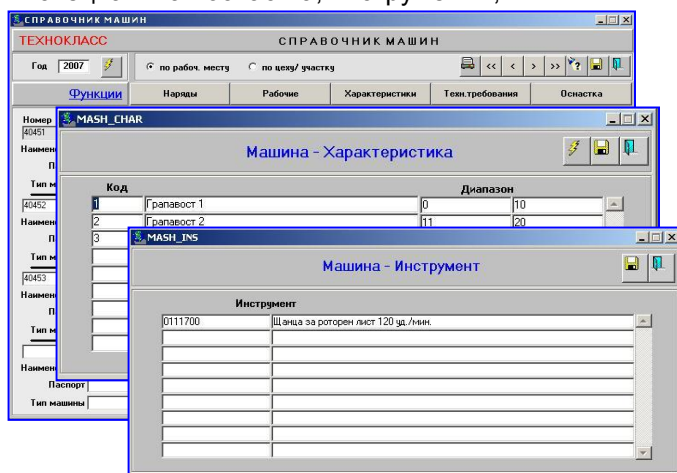 СПРАВОЧНИК МАШИН
ТЕХНОКЛАСС СПРАВОЧНИК МАШИН
Год 2007 по рабоч. месту по цеху/ участку << < > >>
Функции Наряды Рабочие Характеристики Техн.требования Оснастка
Номер
40451
MASH_CHAR
Машина - Характеристика
Код Диапазон
1 Грапавост 1 0 10
2 Грапавост 2 11 20
3
40452
40453
MASH_INS
Машина - Инструмент
Инструмент
0111700 Щанца за роторен лист 120 уд./мин.
Паспорт
Тип машины